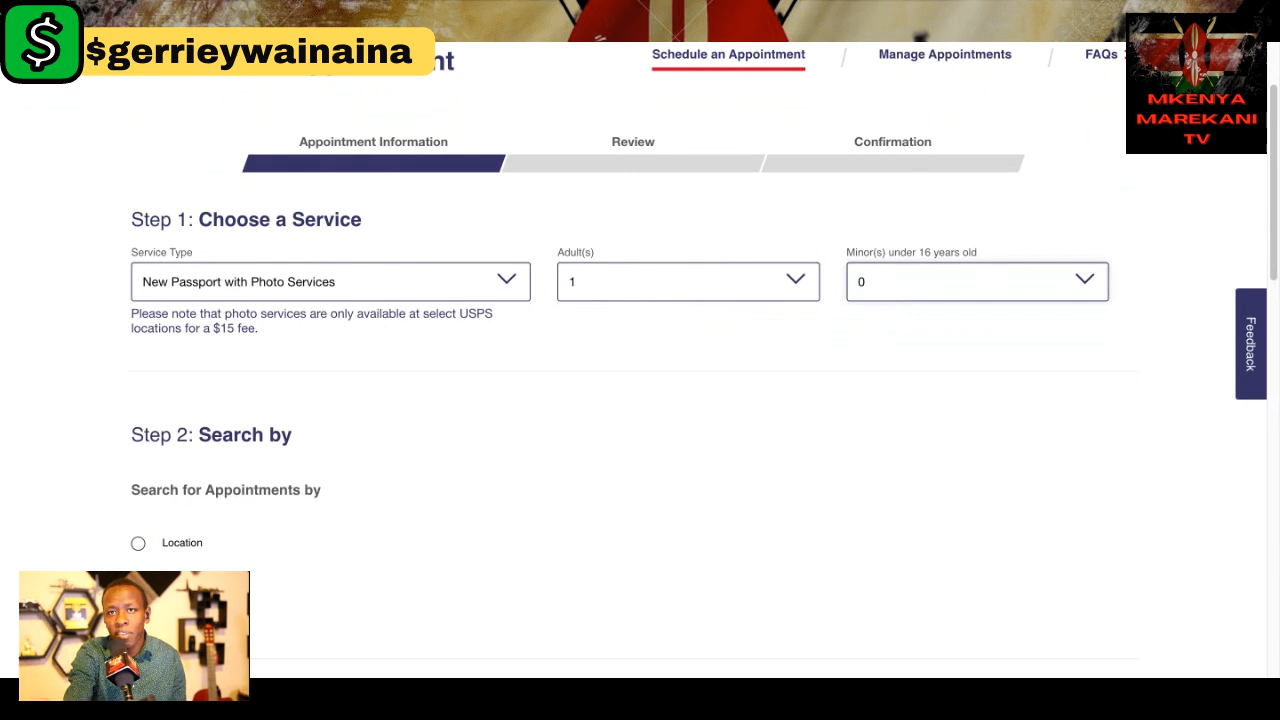 $gerrieywainaina
nt
Schedule an Appointment
Manage Appointments
FAQs
MKENYA
MAREKANI
TV
Appointment Information
Review
Confirmation
Step 1: Choose a Service
Service Type
Adult(s)
Minor(s) under 16 years old
New Passport with Photo Services
1
0
Please note that photo services are only available at select USPS
locations for a $15 fee.
Feedback
Step 2: Search by
Search for Appointments by
Location